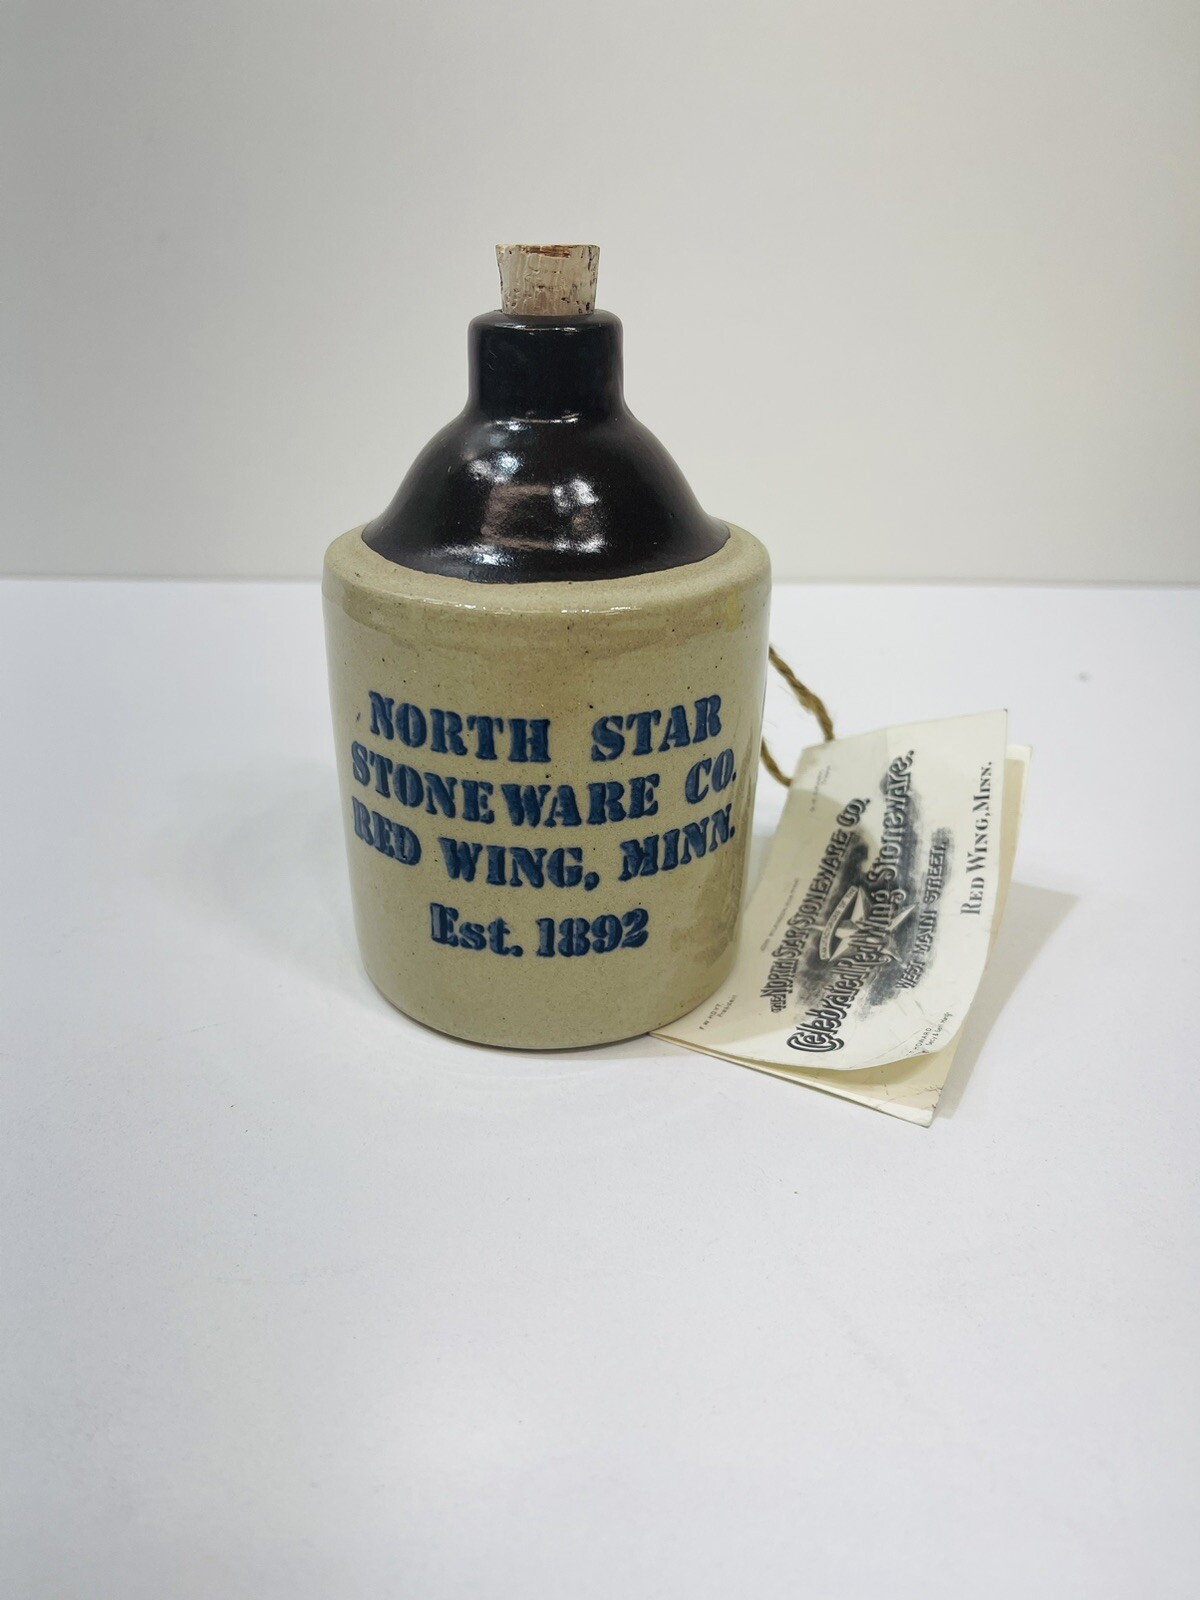 NORTH STAR
STONEWARE CO.
RED WING, MINN.
Est. 1892
THE NORTH STAR STONEWARE CO.
Celebrated Red Wing Stoneware.
WEST MAIN STREET.
RED WING, MINN.